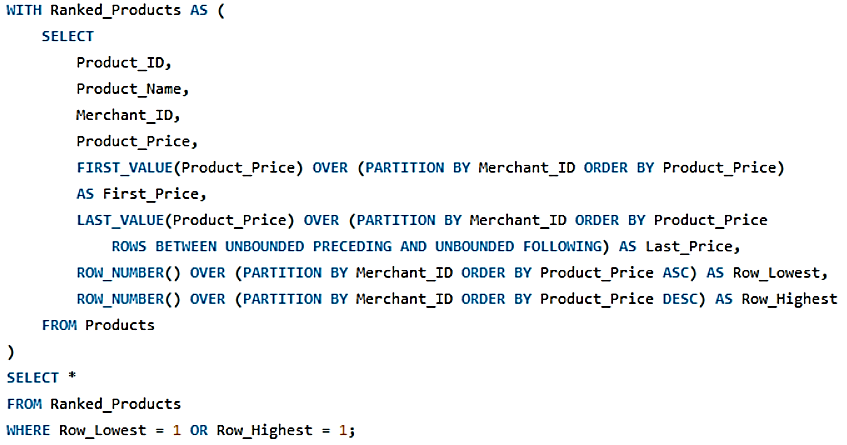 WITH Ranked_Products AS (
    SELECT
        Product_ID,
        Product_Name,
        Merchant_ID,
        Product_Price,
        FIRST_VALUE(Product_Price) OVER (PARTITION BY Merchant_ID ORDER BY Product_Price)
        AS First_Price,
        LAST_VALUE(Product_Price) OVER (PARTITION BY Merchant_ID ORDER BY Product_Price
            ROWS BETWEEN UNBOUNDED PRECEDING AND UNBOUNDED FOLLOWING) AS Last_Price,
        ROW_NUMBER() OVER (PARTITION BY Merchant_ID ORDER BY Product_Price ASC) AS Row_Lowest,
        ROW_NUMBER() OVER (PARTITION BY Merchant_ID ORDER BY Product_Price DESC) AS Row_Highest
    FROM Products
)
SELECT *
FROM Ranked_Products
WHERE Row_Lowest = 1 OR Row_Highest = 1;